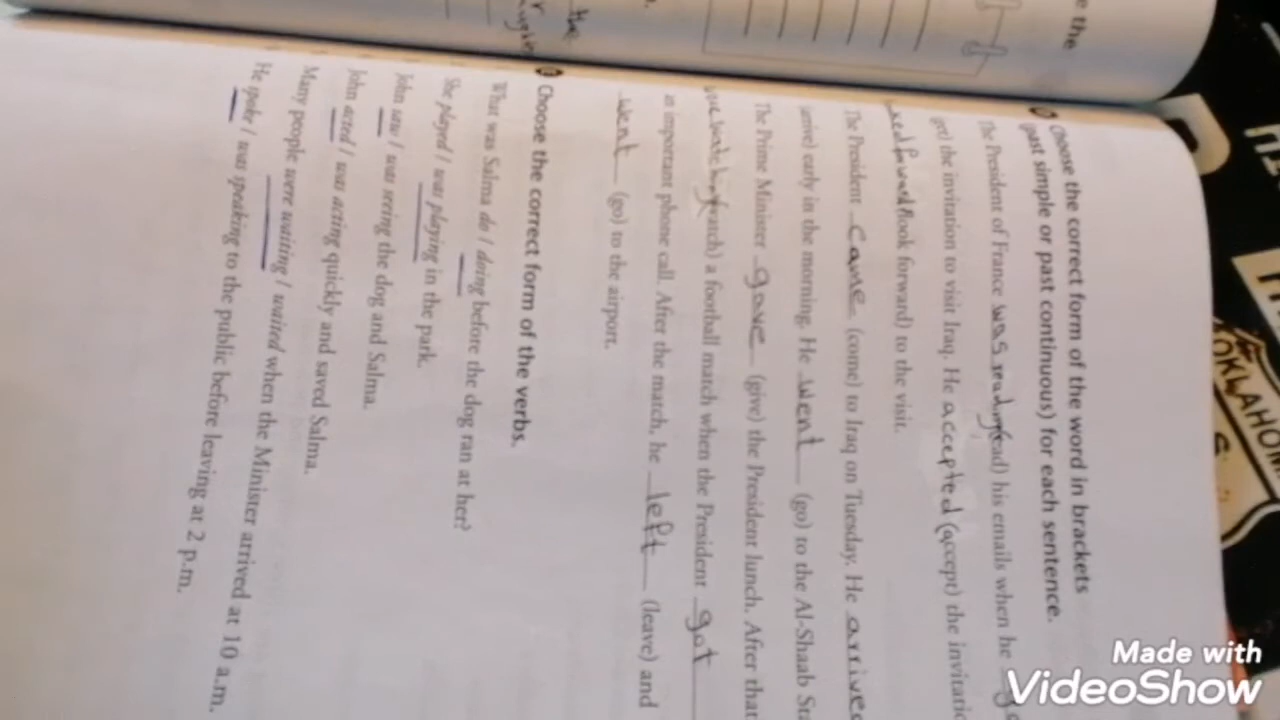 e the
Choose the correct form of the word in brackets
past simple or past continuous) for each sentence.
The President of France was reading (read) his emails when he
get) the invitation to visit Iraq. He accepted (accept) the invitatio
(look forward) to the visit.
The President came (come) to Iraq on Tuesday. He arrived
(arrive) early in the morning. He went (go) to the Al-Shaab Sta
The Prime Minister gave (give) the President lunch. After that
watch) a football match when the President got
an important phone call. After the match, he left (leave) and
went (go) to the airport.
the
Choose the correct form of the verbs.
What was Salma do / doing before the dog ran at her?
She played / was playing in the park.
John saw / was seeing the dog and Salma.
John acted / was acting quickly and saved Salma.
Many people were waiting / waited when the Minister arrived at 10 a.m.
He spoke / was speaking to the public before leaving at 2 p.m.
OKLAHOM
Made with
VideoShow